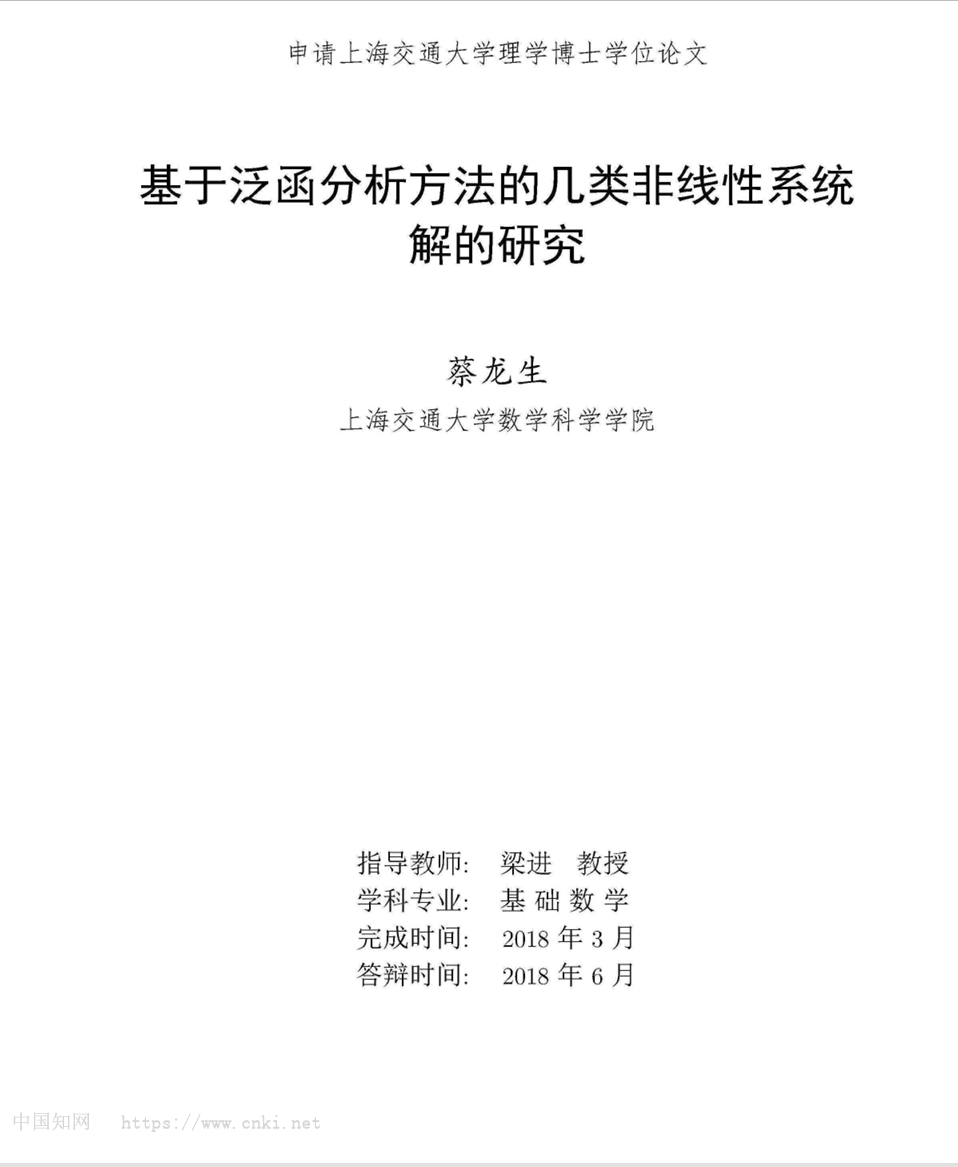 申请上海交通大学理学博士学位论文
基于泛函分析方法的几类非线性系统
解的研究
蔡龙生
上海交通大学数学科学学院
指导教师: 梁进 教授
学科专业: 基 础 数 学
完成时间: 2018 年 3 月
答辩时间: 2018 年 6 月
中国知网 https://www.cnki.net